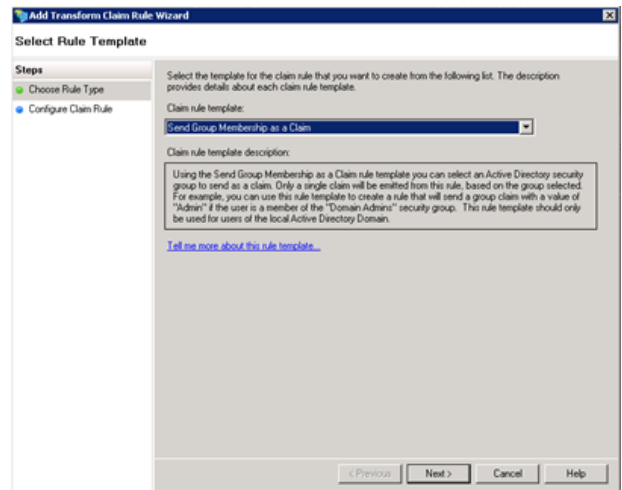 Add Transform Claim Rule Wizard
Select Rule Template
Steps
Choose Rule Type
Configure Claim Rule
Select the template for the claim rule that you want to create from the following list. The description
provides details about each claim rule template.
Claim rule template:
Send Group Membership as a Claim
Claim rule template description:
Using the Send Group Membership as a Claim rule template you can select an Active Directory security
group to send as a claim. Only a single claim will be emitted from this rule, based on the group selected.
For example, you can use this rule template to create a rule that will send a group claim with a value of
"Admin" if the user is a member of the "Domain Admins" security group. This rule template should only
be used for users of the local Active Directory Domain.
Tell me more about this rule template...
< Previous Next > Cancel Help